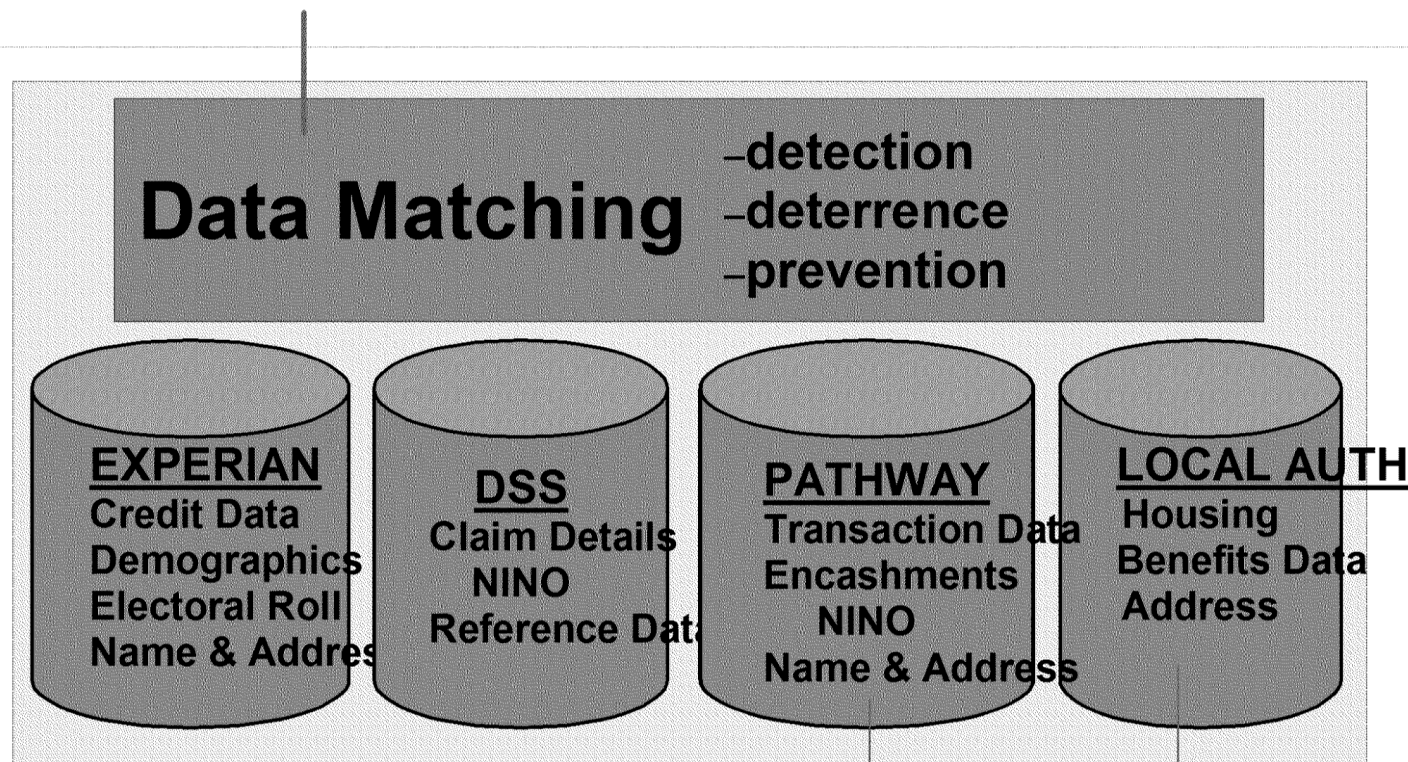 Data Matching
–detection
–deterrence
–prevention
EXPERIAN
Credit Data
Demographics
Electoral Roll
Name & Addres
DSS
Claim Details
NINO
Reference Data
PATHWAY
Transaction Data
Encashments
NINO
Name & Address
LOCAL AUTH
Housing
Benefits Data
Address